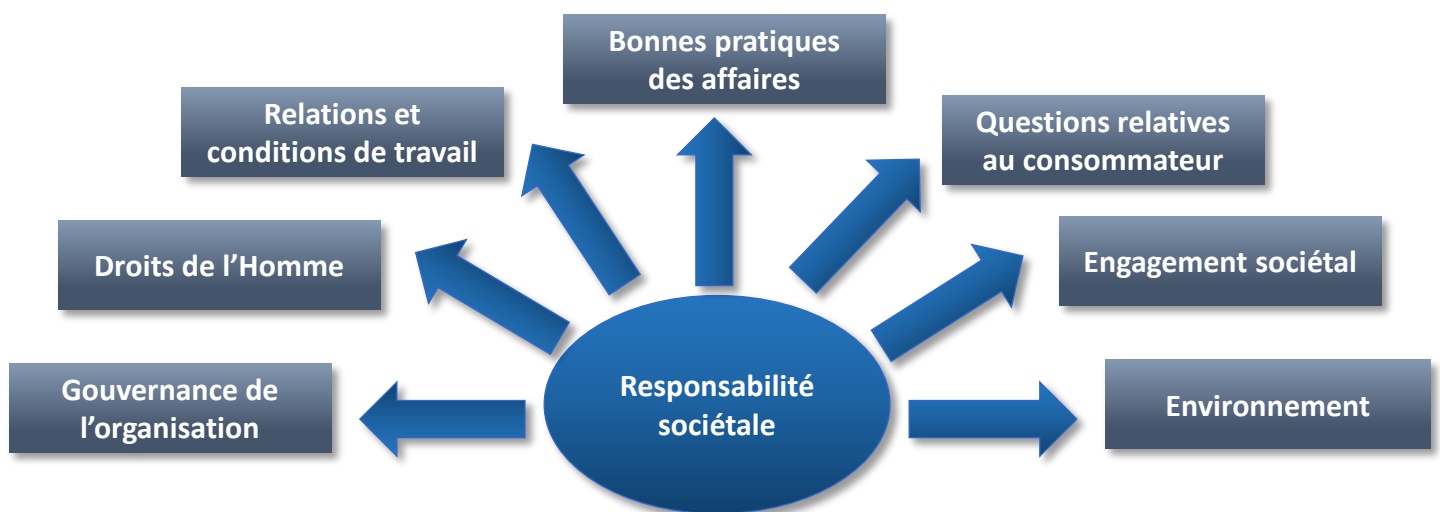 Bonnes pratiques
des affaires
Relations et
conditions de travail
Questions relatives
au consommateur
Droits de l’Homme
Engagement sociétal
Gouvernance de
l’organisation
Responsabilité
sociétale
Environnement